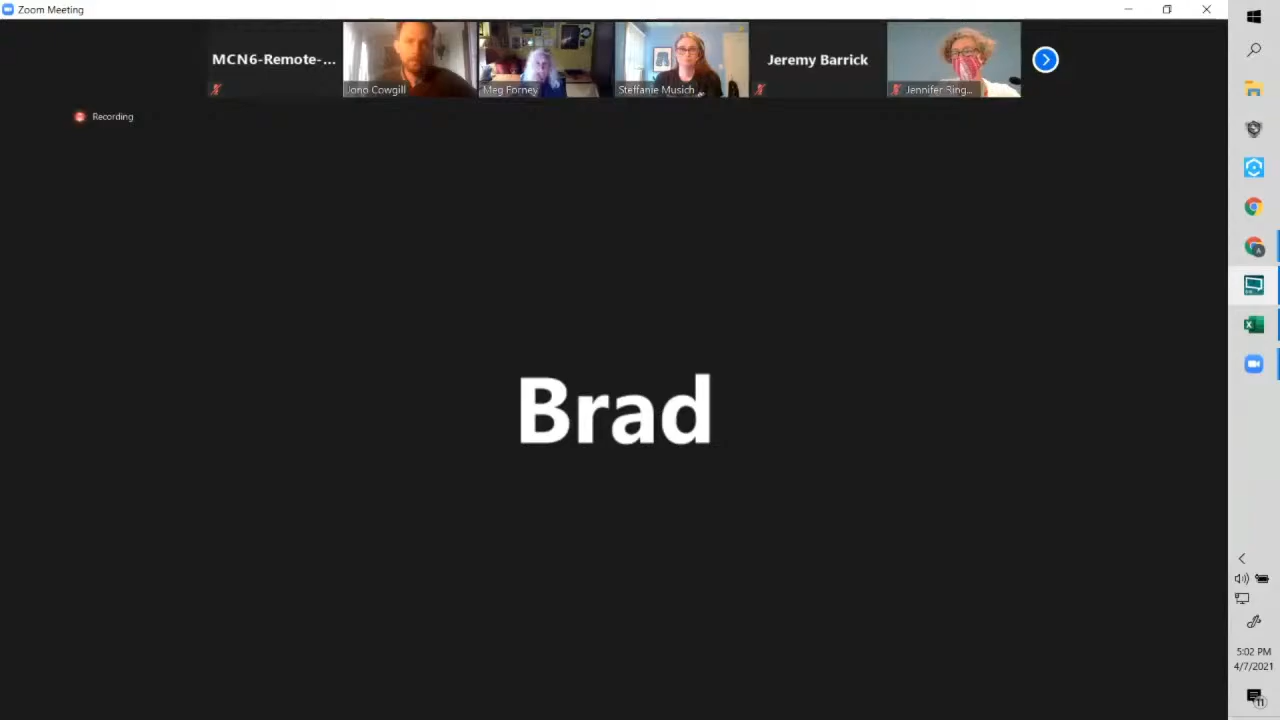 Zoom Meeting
MCN6-Remote-...
Jono Cowgill
Meg Forney
Steffanie Musich
Jeremy Barrick
Jennifer Ring...
Recording
Brad
5:02 PM
4/7/2021
11